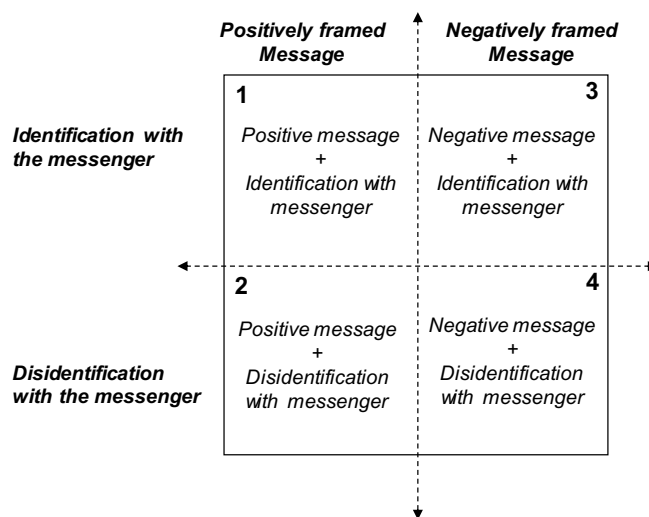 Positively framed
Message
Negatively framed
Message
Identification with
the messenger
1
Positive message
+
Identification with
messenger
3
Negative message
+
Identification with
messenger
Disidentification
with the messenger
2
Positive message
+
Disidentification
with messenger
4
Negative message
+
Disidentification
with messenger